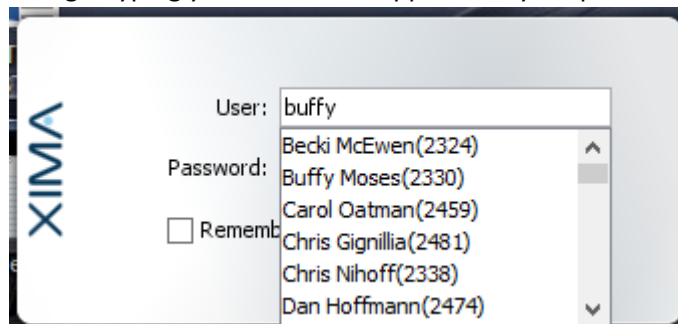 XIMA
User: buffy
Becki McEwen(2324)
Password: Buffy Moses(2330)
Carol Oatman(2459)
Rememb
Chris Gignillia(2481)
Chris Nihoff(2338)
Dan Hoffmann(2474)